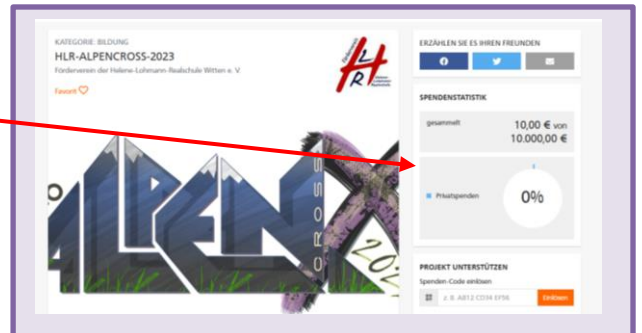 KATEGORIE: BILDUNG
HLR-ALPENCROSS-2023
Förderverein der Helene-Lohmann-Realschule Witten e. V.
Favorit
HLR
ALPEN X
CROSS
202
ERZÄHLEN SIE ES IHREN FREUNDEN
SPENDENSTATISTIK
gesammelt
10,00 € von
10.000,00 €
Privatspenden
0%
PROJEKT UNTERSTÜTZEN
Spenden-Code einlösen
z. B. AB12 CD34 EF56
Einlösen